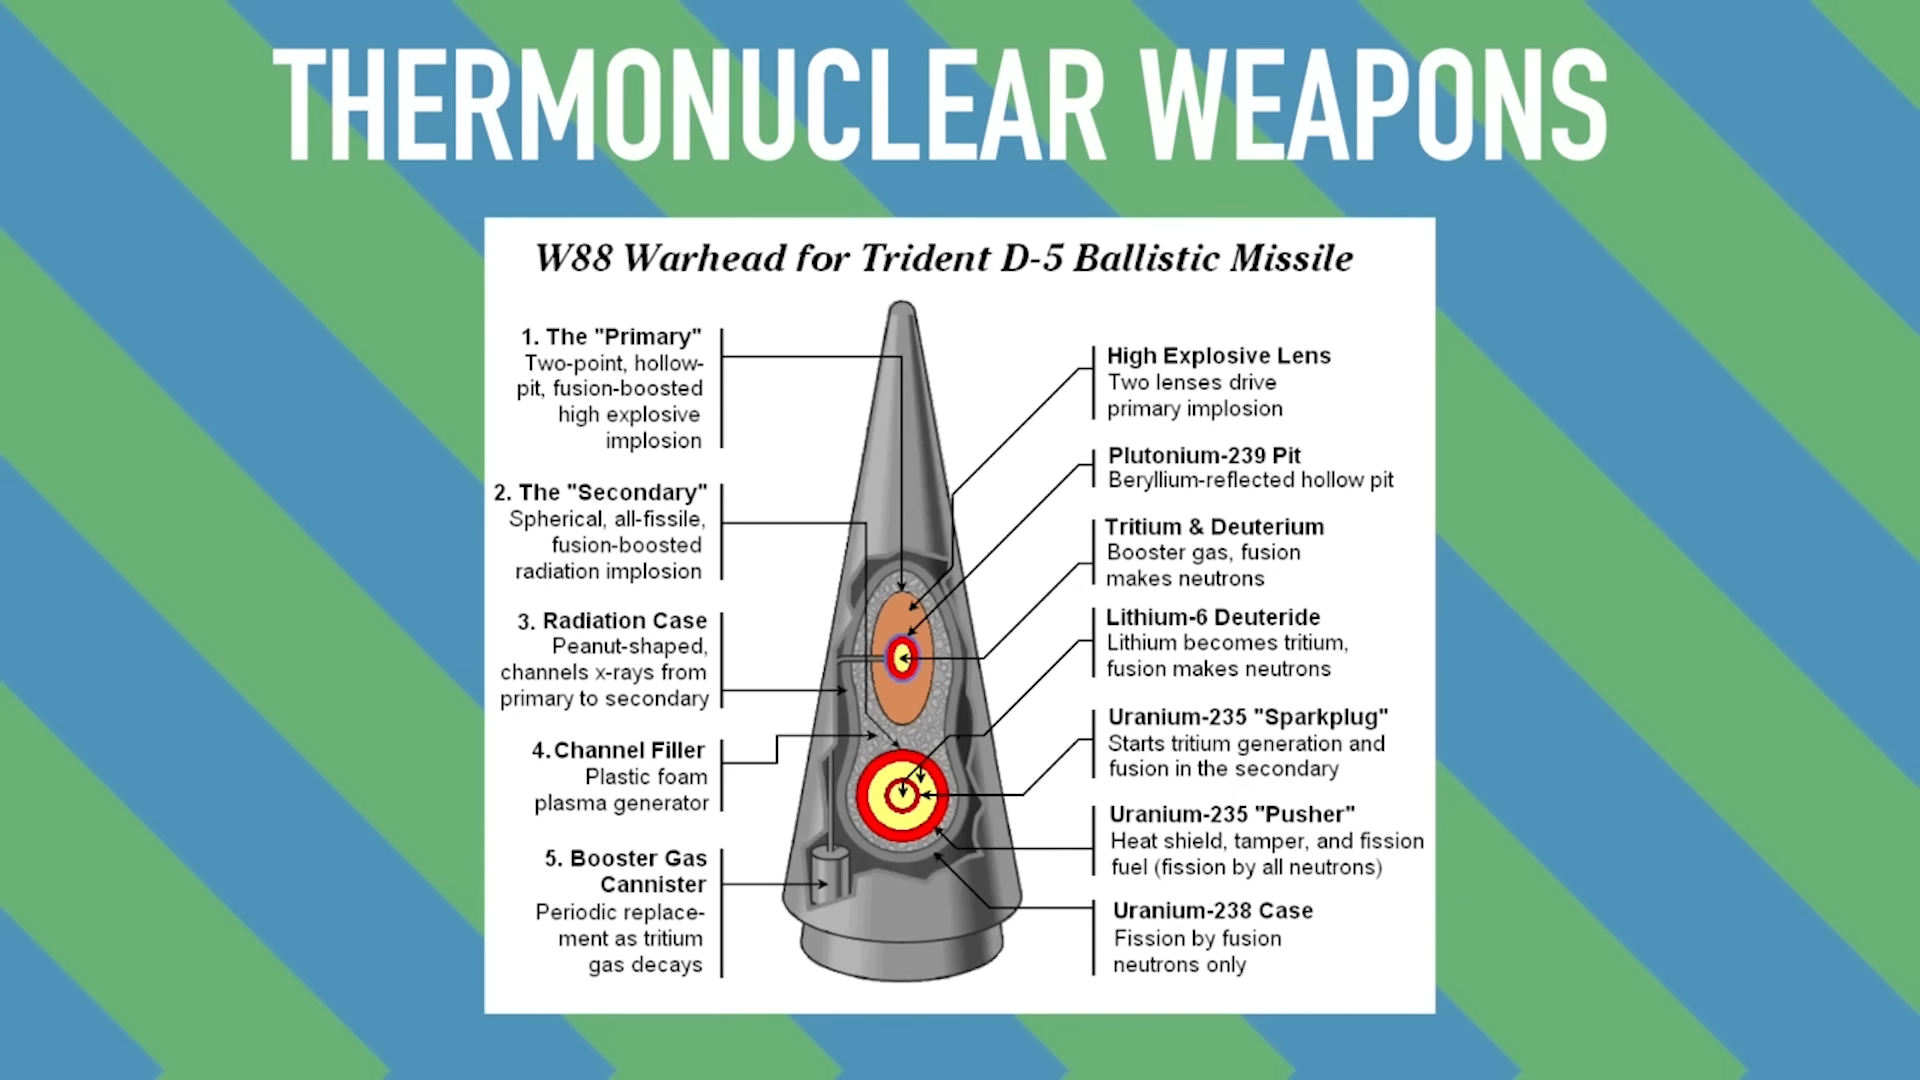 THERMONUCLEAR WEAPONS
W88 Warhead for Trident D-5 Ballistic Missile
1. The "Primary"
Two-point, hollow-
pit, fusion-boosted
high explosive
implosion
2. The "Secondary"
Spherical, all-fissile,
fusion-boosted
radiation implosion
3. Radiation Case
Peanut-shaped,
channels x-rays from
primary to secondary
4. Channel Filler
Plastic foam
plasma generator
5. Booster Gas
Cannister
Periodic replace-
ment as tritium
gas decays
High Explosive Lens
Two lenses drive
primary implosion
Plutonium-239 Pit
Beryllium-reflected hollow pit
Tritium & Deuterium
Booster gas, fusion
makes neutrons
Lithium-6 Deuteride
Lithium becomes tritium,
fusion makes neutrons
Uranium-235 "Sparkplug"
Starts tritium generation and
fusion in the secondary
Uranium-235 "Pusher"
Heat shield, tamper, and fission
fuel (fission by all neutrons)
Uranium-238 Case
Fission by fusion
neutrons only